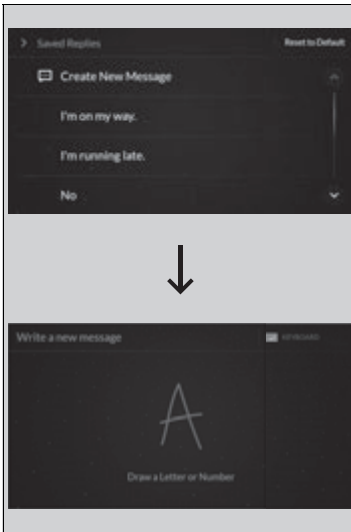 Saved Replies
Reset to Default
Create New Message
I'm on my way.
I'm running late.
No
Write a new message
KEYBOARD
A
Draw a Letter or Number